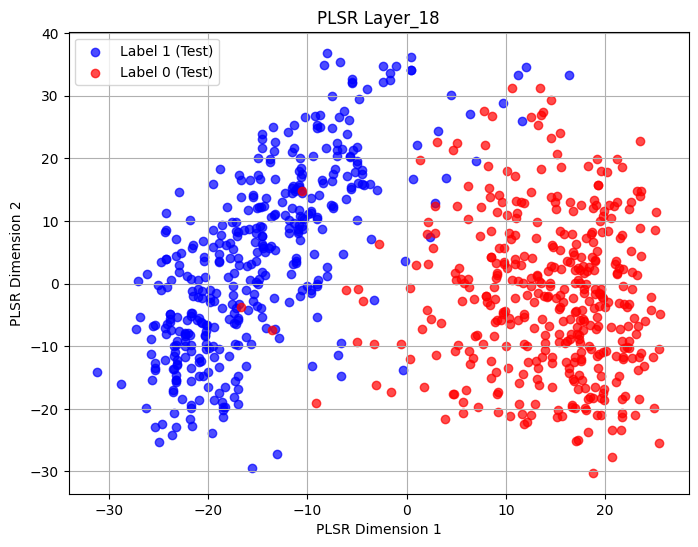 PLSR Layer_18
Label 1 (Test)
Label 0 (Test)
PLSR Dimension 2
40
30
20
10
0
−10
−20
−30
−30 −20 −10 0 10 20
PLSR Dimension 1